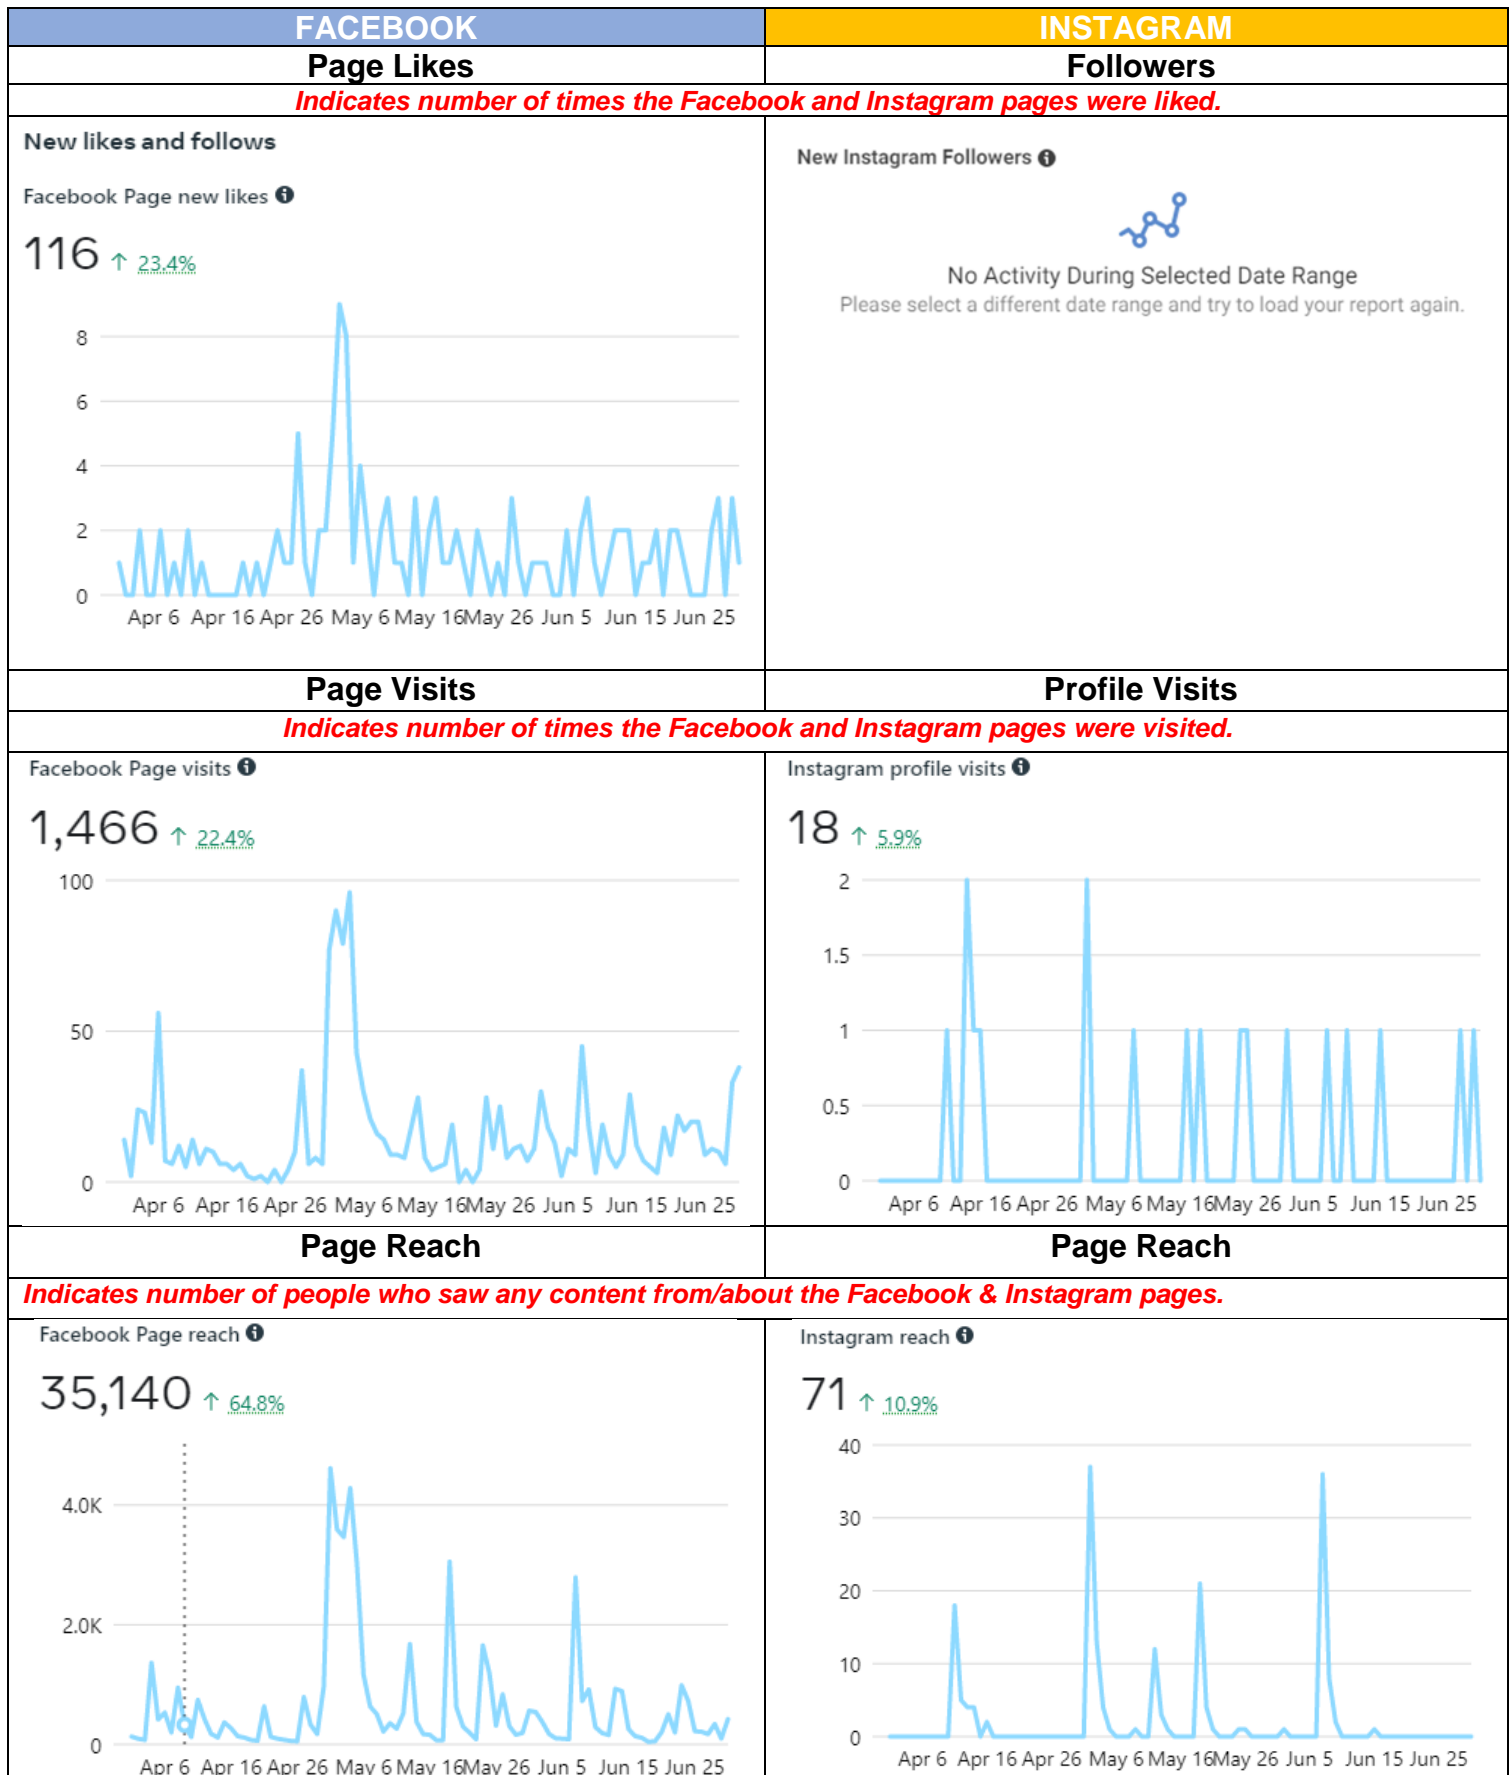 FACEBOOK
INSTAGRAM
Page Likes
Followers
Indicates number of times the Facebook and Instagram pages were liked.
New likes and follows
Facebook Page new likes
116 ↑ 23.4%
8
6
4
2
0
Apr 6 Apr 16 Apr 26 May 6 May 16 May 26 Jun 5 Jun 15 Jun 25
New Instagram Followers
No Activity During Selected Date Range
Please select a different date range and try to load your report again.
Page Visits
Profile Visits
Indicates number of times the Facebook and Instagram pages were visited.
Facebook Page visits
1,466 ↑ 22.4%
100
50
0
Apr 6 Apr 16 Apr 26 May 6 May 16 May 26 Jun 5 Jun 15 Jun 25
Instagram profile visits
18 ↑ 5.9%
2
1.5
1
0.5
0
Apr 6 Apr 16 Apr 26 May 6 May 16 May 26 Jun 5 Jun 15 Jun 25
Page Reach
Page Reach
Indicates number of people who saw any content from/about the Facebook & Instagram pages.
Facebook Page reach
35,140 ↑ 64.8%
4.0K
2.0K
0
Apr 6 Apr 16 Apr 26 May 6 May 16 May 26 Jun 5 Jun 15 Jun 25
Instagram reach
71 ↑ 10.9%
40
30
20
10
0
Apr 6 Apr 16 Apr 26 May 6 May 16 May 26 Jun 5 Jun 15 Jun 25